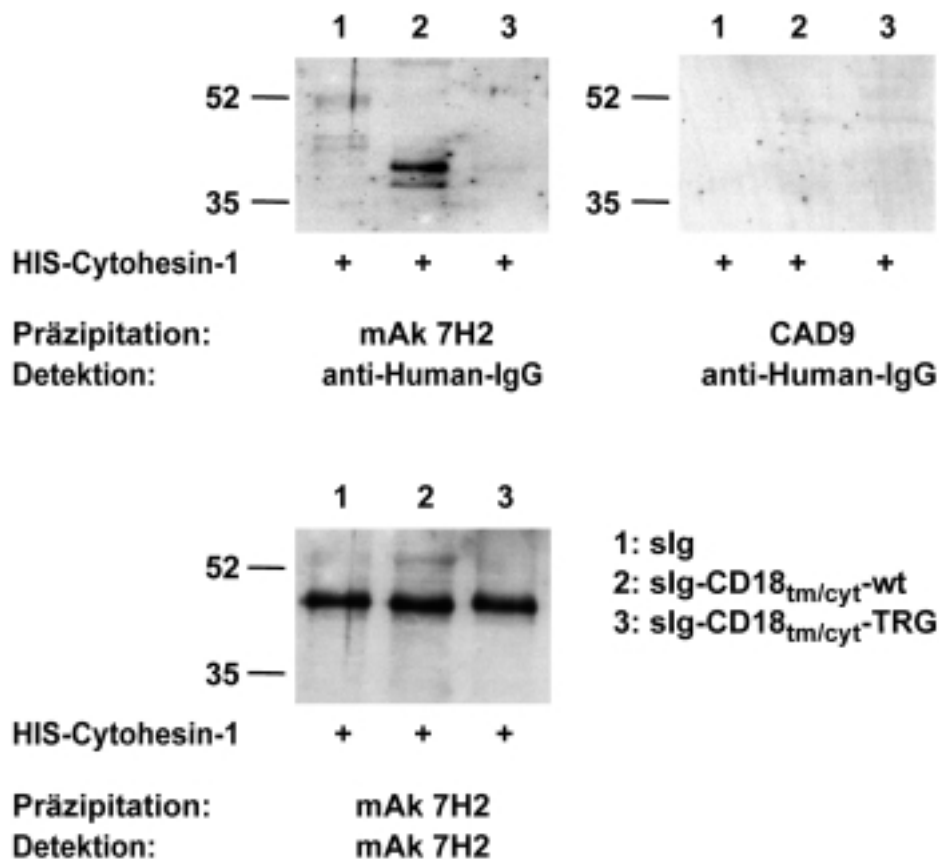 1 2 3
52
35
HIS-Cytohesin-1 + + +
Präzipitation: mAk 7H2
Detektion: anti-Human-IgG
1 2 3
52
35
+ + +
CAD9
anti-Human-IgG
1 2 3
52
35
HIS-Cytohesin-1 + + +
Präzipitation: mAk 7H2
Detektion: mAk 7H2
1: sIg
2: sIg-CD18tm/cyt-wt
3: sIg-CD18tm/cyt-TRG